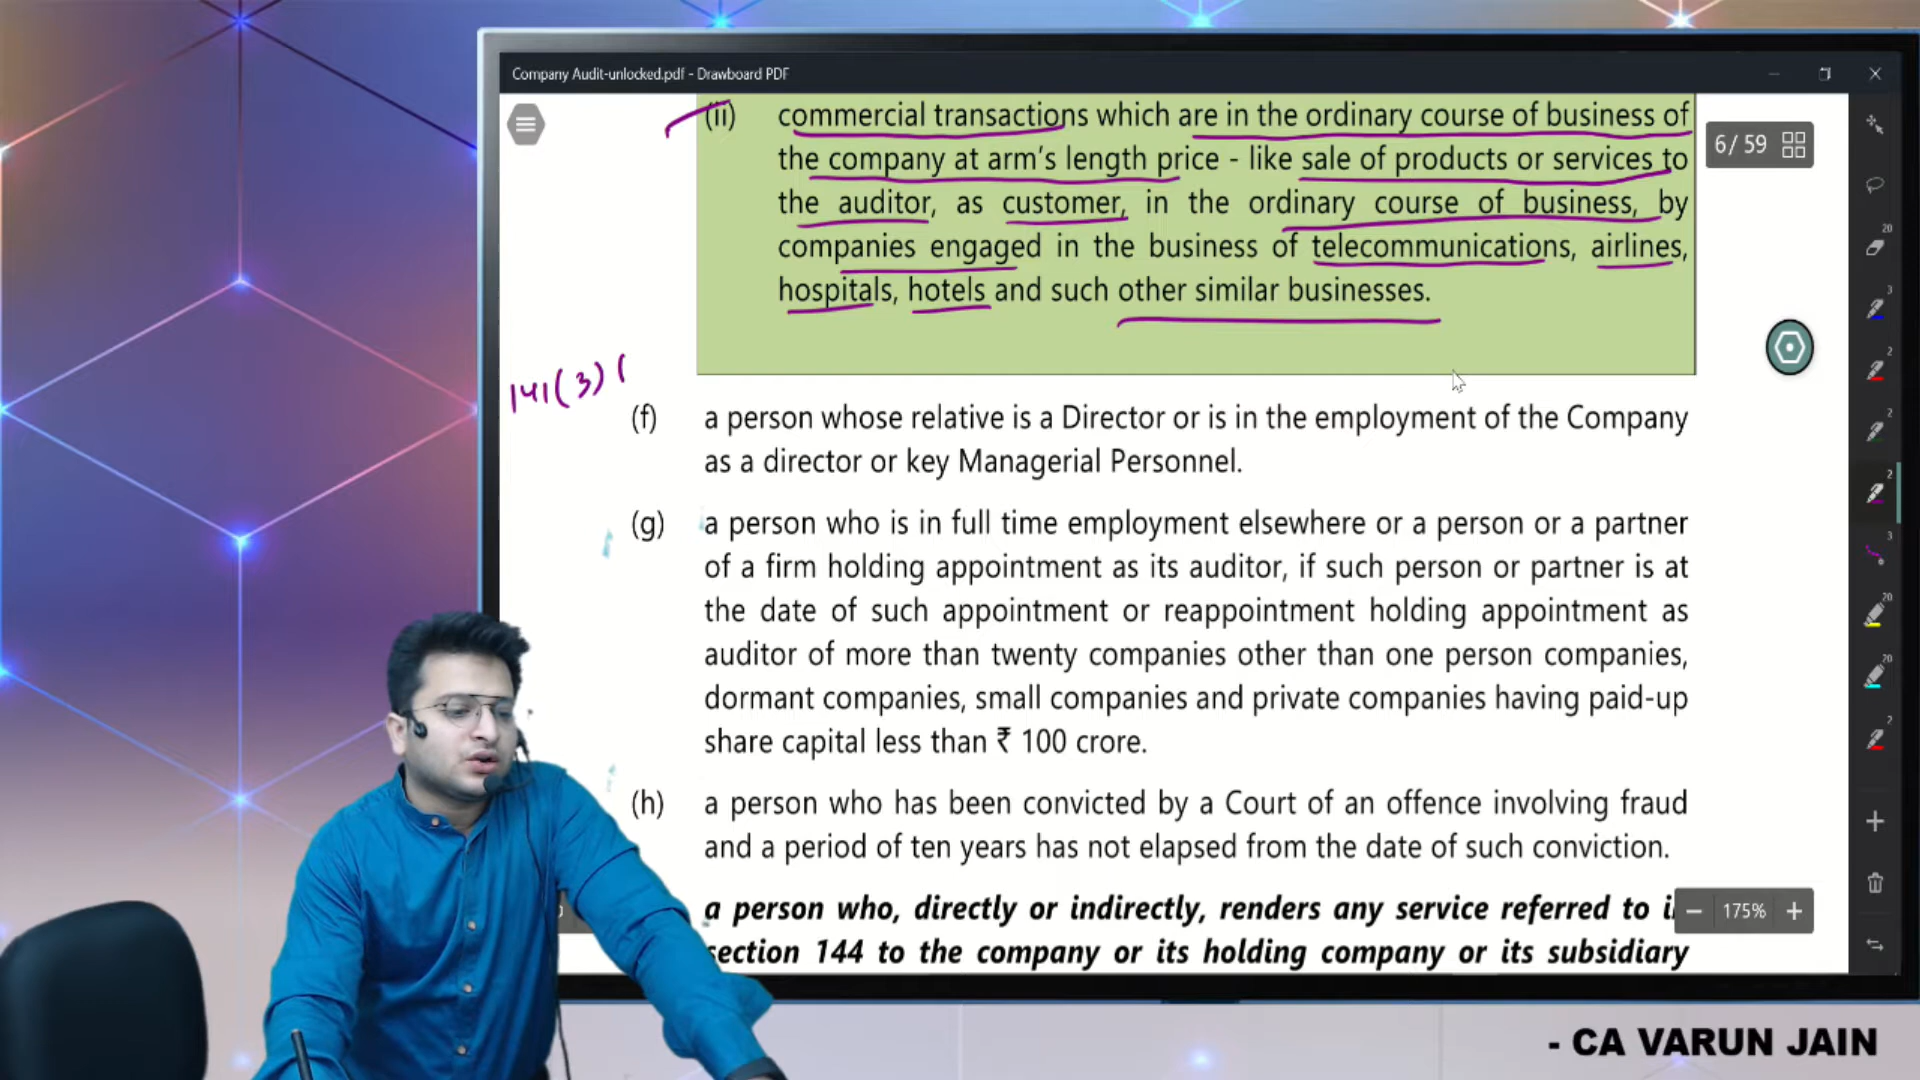 Company Audit-unlocked.pdf - Drawboard PDF
6 / 59
(ii) commercial transactions which are in the ordinary course of business of
the company at arm's length price - like sale of products or services to
the auditor, as customer, in the ordinary course of business, by
companies engaged in the business of telecommunications, airlines,
hospitals, hotels and such other similar businesses.
141(3)(
(f) a person whose relative is a Director or is in the employment of the Company
as a director or key Managerial Personnel.
(g) a person who is in full time employment elsewhere or a person or a partner
of a firm holding appointment as its auditor, if such person or partner is at
the date of such appointment or reappointment holding appointment as
auditor of more than twenty companies other than one person companies,
dormant companies, small companies and private companies having paid-up
share capital less than ₹ 100 crore.
(h) a person who has been convicted by a Court of an offence involving fraud
and a period of ten years has not elapsed from the date of such conviction.
a person who, directly or indirectly, renders any service referred to
section 144 to the company or its holding company or its subsidiary
175%
20
3
2
2
2
3
20
20
2
- CA VARUN JAIN